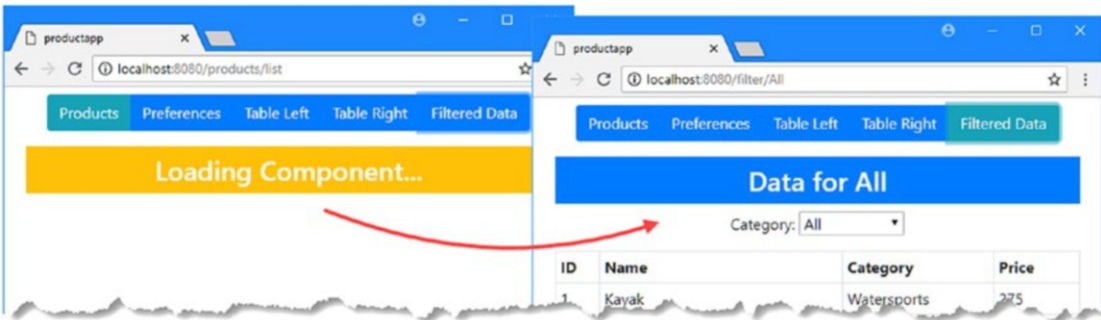 productapp
localhost:8080/products/list
Products Preferences Table Left Table Right Filtered Data
Loading Component...
productapp
localhost:8080/filter/All
Products Preferences Table Left Table Right Filtered Data
Data for All
Category: All
ID Name Category Price
1 Kayak Watersports 275